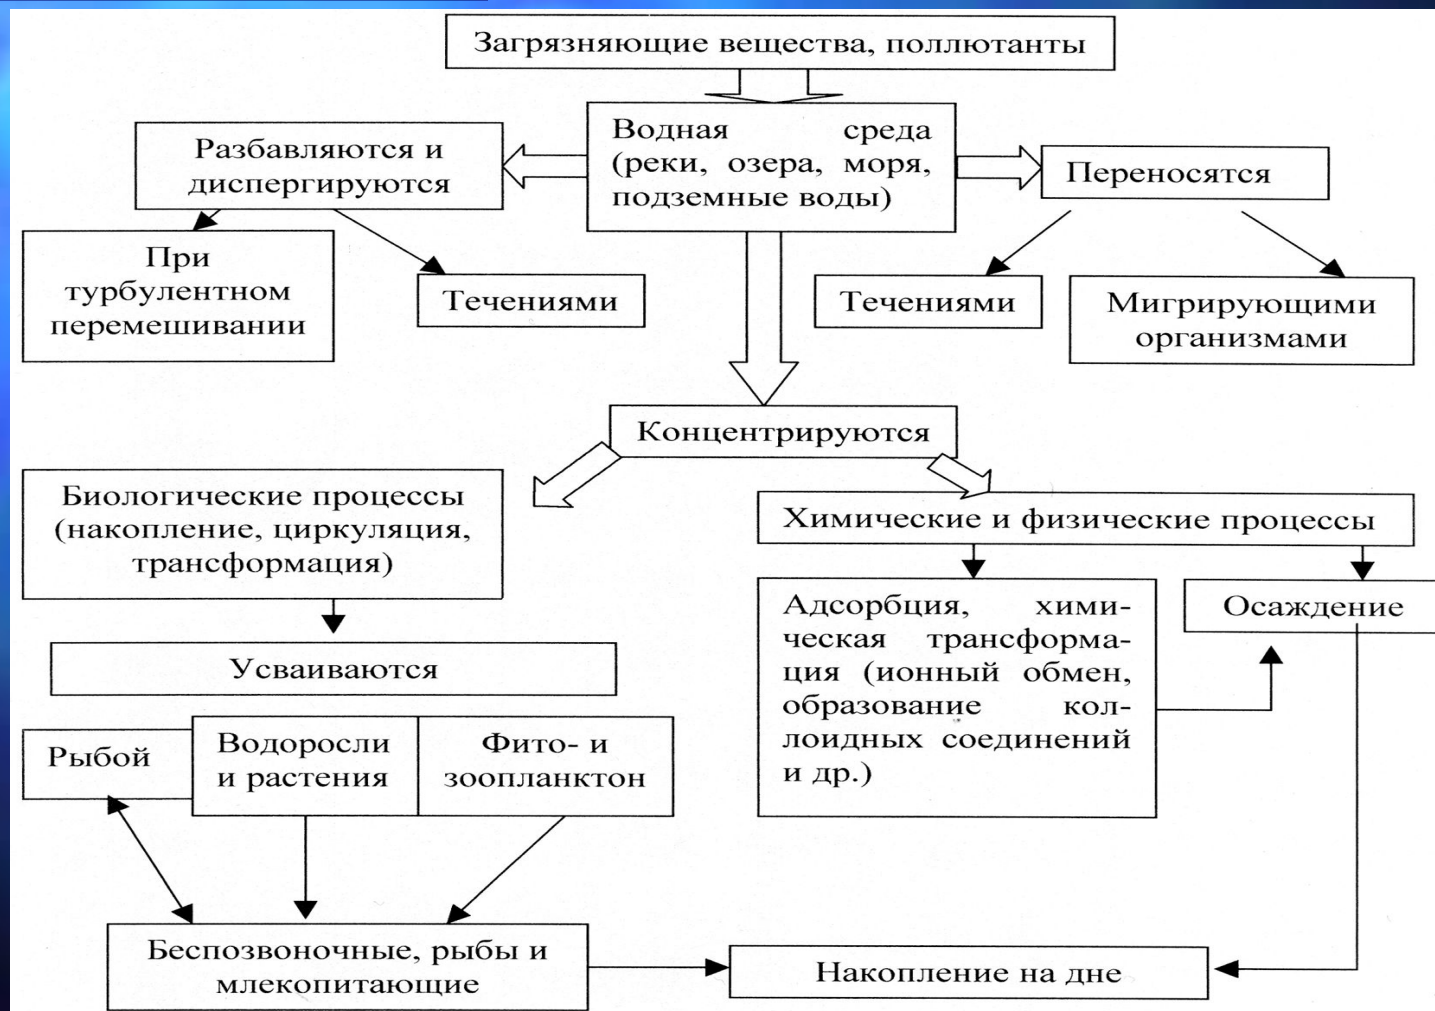 Загрязняющие вещества, поллютанты
Водная среда
(реки, озера, моря,
подземные воды)
Разбавляются и
диспергируются
Переносятся
При
турбулентном
перемешивании
Течениями
Течениями
Мигрирующими
организмами
Концентрируются
Биологические процессы
(накопление, циркуляция,
трансформация)
Химические и физические процессы
Усваиваются
Адсорбция, хими-
ческая трансформа-
ция (ионный обмен,
образование кол-
лоидных соединений
и др.)
Осаждение
Рыбой
Водоросли
и растения
Фито- и
зоопланктон
Беспозвоночные, рыбы и
млекопитающие
Накопление на дне